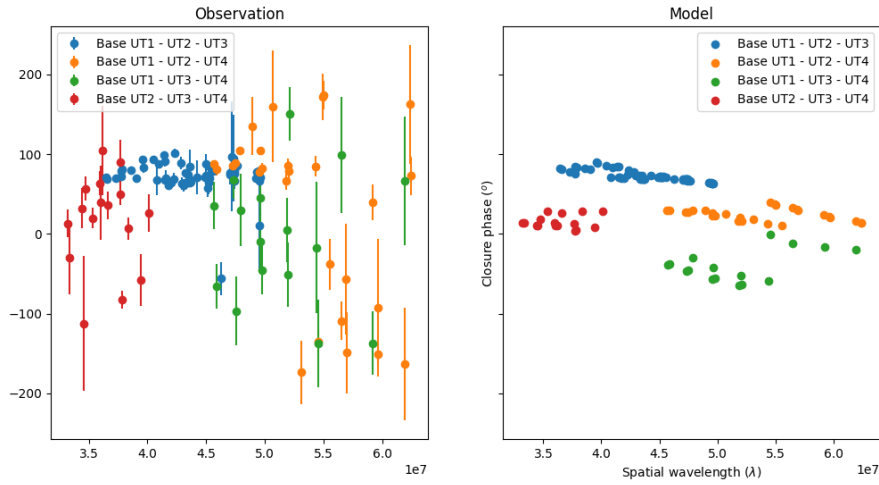 Observation
Base UT1 - UT2 - UT3
Base UT1 - UT2 - UT4
Base UT1 - UT3 - UT4
Base UT2 - UT3 - UT4
200
100
0
−100
−200
3.5 4.0 4.5 5.0 5.5 6.0
1e7
Model
Base UT1 - UT2 - UT3
Base UT1 - UT2 - UT4
Base UT1 - UT3 - UT4
Base UT2 - UT3 - UT4
Closure phase (°)
3.5 4.0 4.5 5.0 5.5 6.0
1e7
Spatial wavelength (λ)